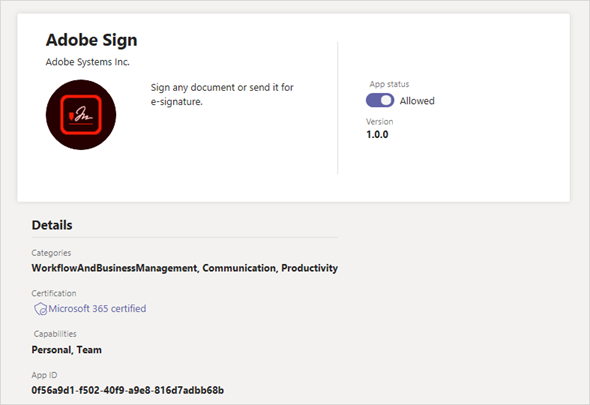 Adobe Sign
Adobe Systems Inc.
Sign any document or send it for
e-signature.
App status
Allowed
Version
1.0.0
Details
Categories
WorkflowAndBusinessManagement, Communication, Productivity
Certification
Microsoft 365 certified
Capabilities
Personal, Team
App ID
0f56a9d1-f502-40f9-a9e8-816d7adbb68b